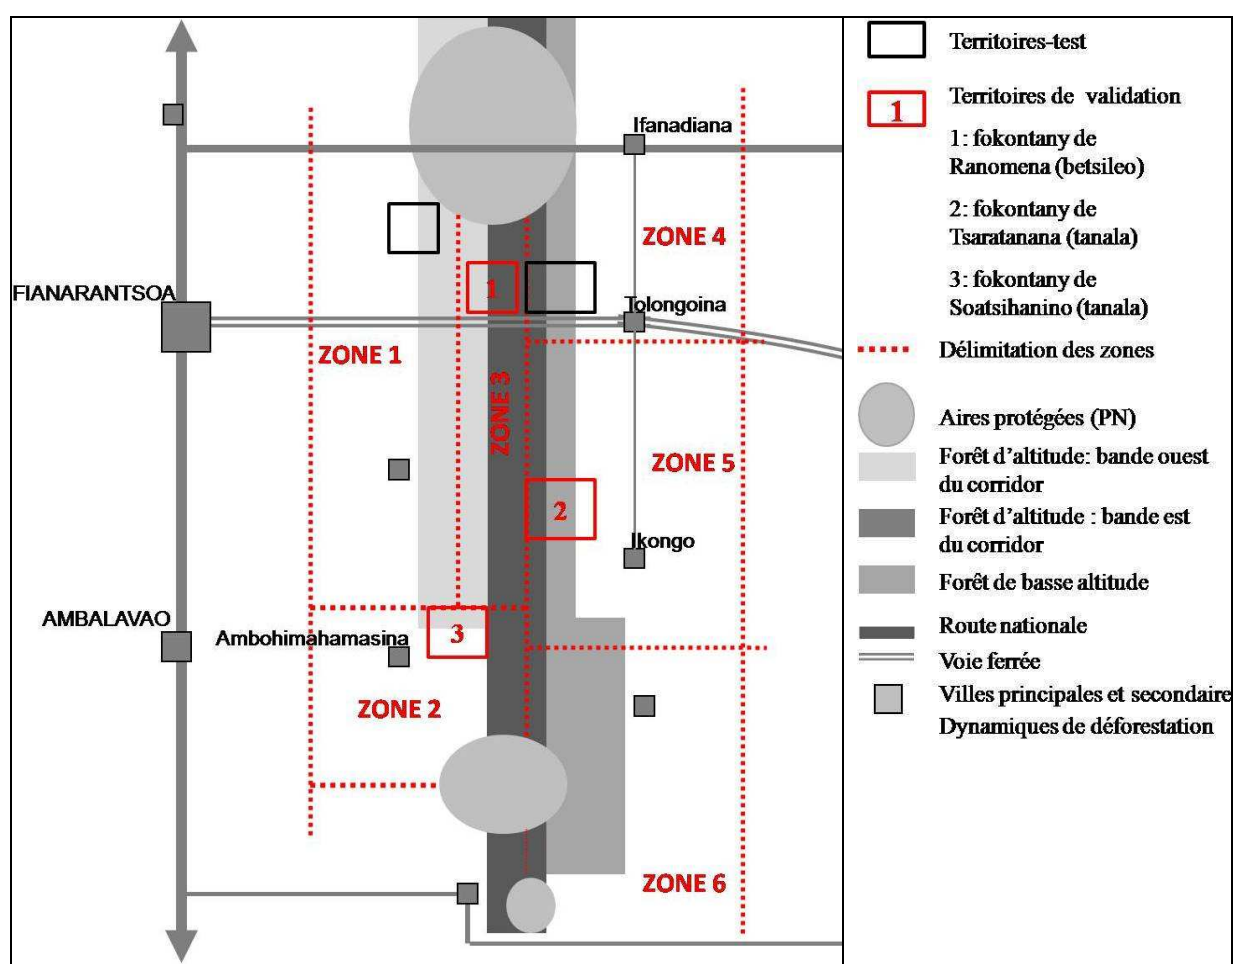 Ifanadiana
ZONE 4
FIANARANTSOA
1
Tolongoina
ZONE 1
ZONE 3
ZONE 5
2
Ikongo
AMBALAVAO
Ambohimahamasina
3
ZONE 2
ZONE 6
Territoires-test
1
Territoires de validation
1: fokontany de
Ranomena (betsileo)
2: fokontany de
Tsaratanana (tanala)
3: fokontany de
Soatsihanino (tanala)
Délimitation des zones
Aires protégées (PN)
Forêt d'altitude: bande ouest
du corridor
Forêt d'altitude : bande est
du corridor
Forêt de basse altitude
Route nationale
Voie ferrée
Villes principales et secondaire
Dynamiques de déforestation